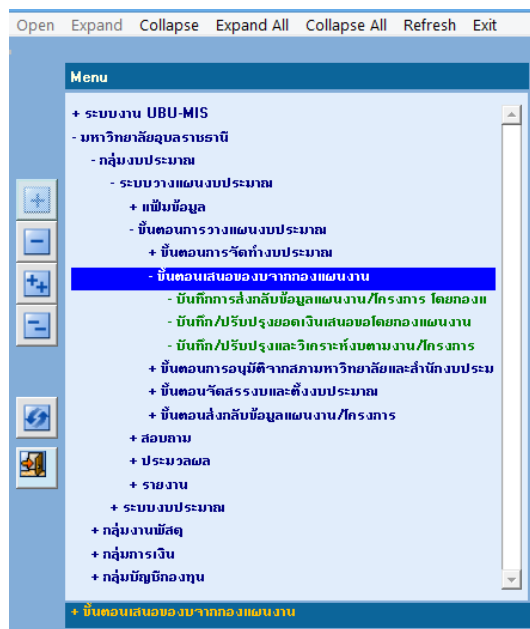 Open Expand Collapse Expand All Collapse All Refresh Exit
Menu
+ ระบบงาน UBU-MIS
- มหาวิทยาลัยอุบลราชธานี
- กลุ่มงบประมาณ
- ระบบวางแผนงบประมาณ
+ แฟ้มข้อมูล
- ขั้นตอนการวางแผนงบประมาณ
+ ขั้นตอนการจัดทำงบประมาณ
- ขั้นตอนเสนอของบจากกองแผนงาน
- บันทึกการส่งกลับข้อมูลแผนงาน/โครงการ โดยกองแ
- บันทึก/ปรับปรุงยอดเงินเสนอขอโดยกองแผนงาน
- บันทึก/ปรับปรุงและวิเคราะห์งบตามงาน/โครงการ
+ ขั้นตอนการอนุมัติจากสภามหาวิทยาลัยและสำนักงบประม
+ ขั้นตอนจัดสรรงบและตั้งงบประมาณ
+ ขั้นตอนส่งกลับข้อมูลแผนงาน/โครงการ
+ สอบถาม
+ ประมวลผล
+ รายงาน
+ ระบบงบประมาณ
+ กลุ่มงานพัสดุ
+ กลุ่มการเงิน
+ กลุ่มบัญชีกองทุน
+ ขั้นตอนเสนอของบจากกองแผนงาน